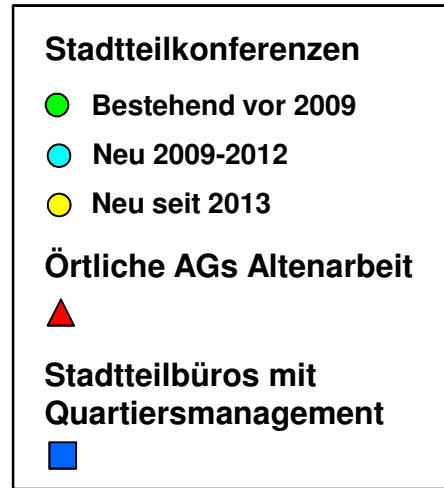 Stadtteilkonferenzen
Bestehend vor 2009
Neu 2009-2012
Neu seit 2013
Örtliche AGs Altenarbeit
Stadtteilbüros mit
Quartiersmanagement